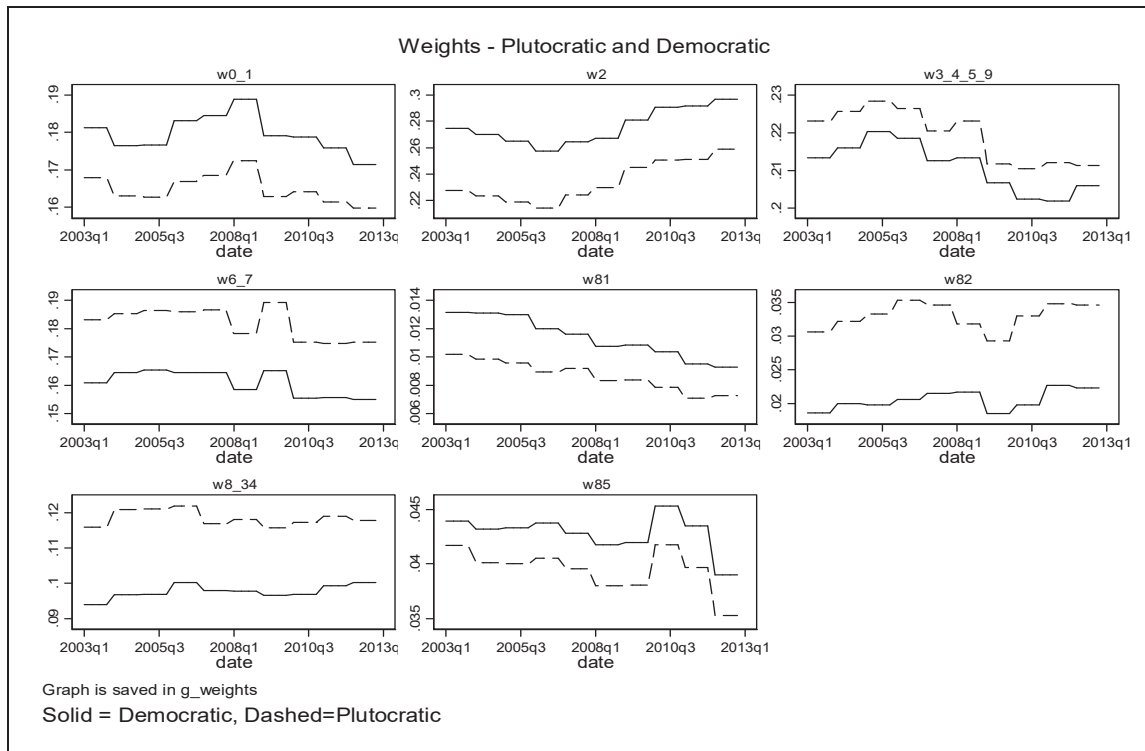 Weights - Plutocratic and Democratic
w0_1
.16 .17 .18 .19
2003q1 2005q3 2008q1 2010q3 2013q
date
w2
.22 .24 .26 .28 .3
2003q1 2005q3 2008q1 2010q3 2013q
date
w3_4_5_9
.2 .21 .22 .23
2003q1 2005q3 2008q1 2010q3 2013q1
date
w6_7
.15 .16 .17 .18 .19
2003q1 2005q3 2008q1 2010q3 2013q
date
w81
.006 .008 .01 .012 .014
2003q1 2005q3 2008q1 2010q3 2013q
date
w82
.02 .025 .03 .035
2003q1 2005q3 2008q1 2010q3 2013q1
date
w8_34
.09 .1 .11 .12
2003q1 2005q3 2008q1 2010q3 2013q
date
w85
.035 .04 .045
2003q1 2005q3 2008q1 2010q3 2013q1
date
Graph is saved in g_weights
Solid = Democratic, Dashed=Plutocratic